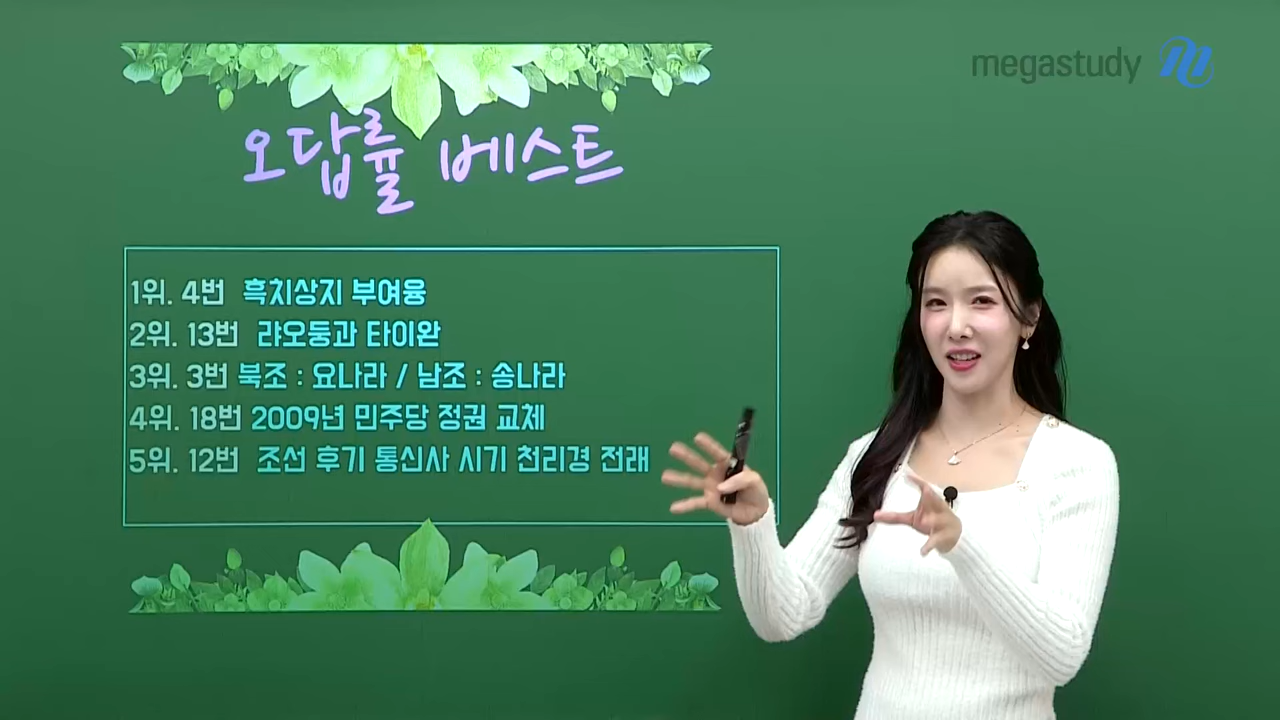 megastudy
오답률 베스트
1위. 4번 흑치상지 부여융
2위. 13번 랴오둥과 타이완
3위. 3번 북조 : 요나라 / 남조 : 송나라
4위. 18번 2009년 민주당 정권 교체
5위. 12번 조선 후기 통신사 시기 천리경 전래